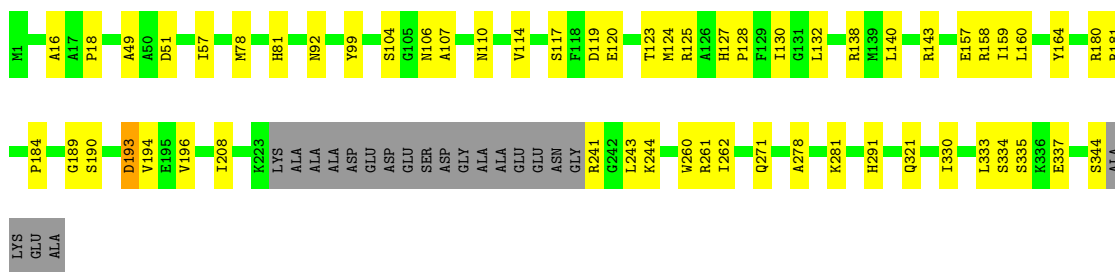 M1 A16 A17 P18 A49 A50 D51 I57 M78 H81 N92 Y99 S104 G105 N106 A107 N110 V114 S117 F118 D119 E120 T123 M124 R125 A126 H127 P128 F129 I130 G131 L132 R138 M139 L140 R143 E157 R158 I159 L160 Y164 R180 R181
P184 G189 S190 D193 V194 E195 V196 I208 K223 LYS ALA ALA ALA ASP GLU ASP GLU SER ASP GLY ALA ALA GLU GLU ASN GLY R241 G242 L243 K244 W260 R261 I262 Q271 A278 K281 H291 Q321 I330 L333 S334 S335 K336 E337 S344 ALA
LYS GLU ALA